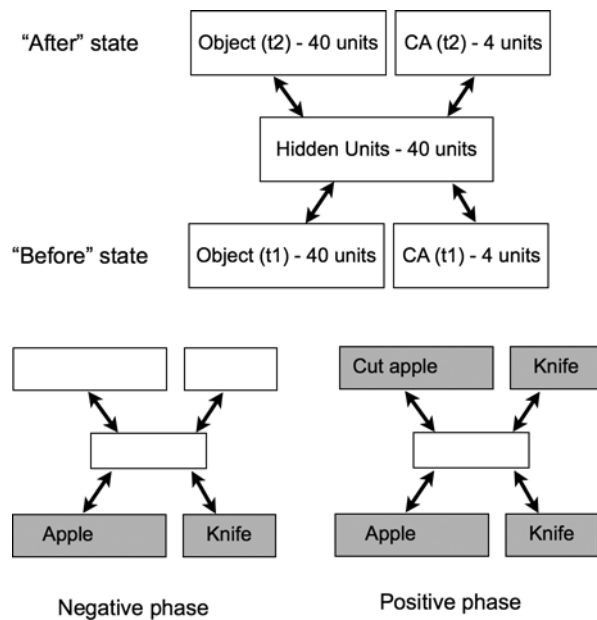 “After” state
Object (t2) - 40 units
CA (t2) - 4 units
Hidden Units - 40 units
“Before” state
Object (t1) - 40 units
CA (t1) - 4 units
Cut apple
Knife
Apple
Knife
Apple
Knife
Negative phase
Positive phase